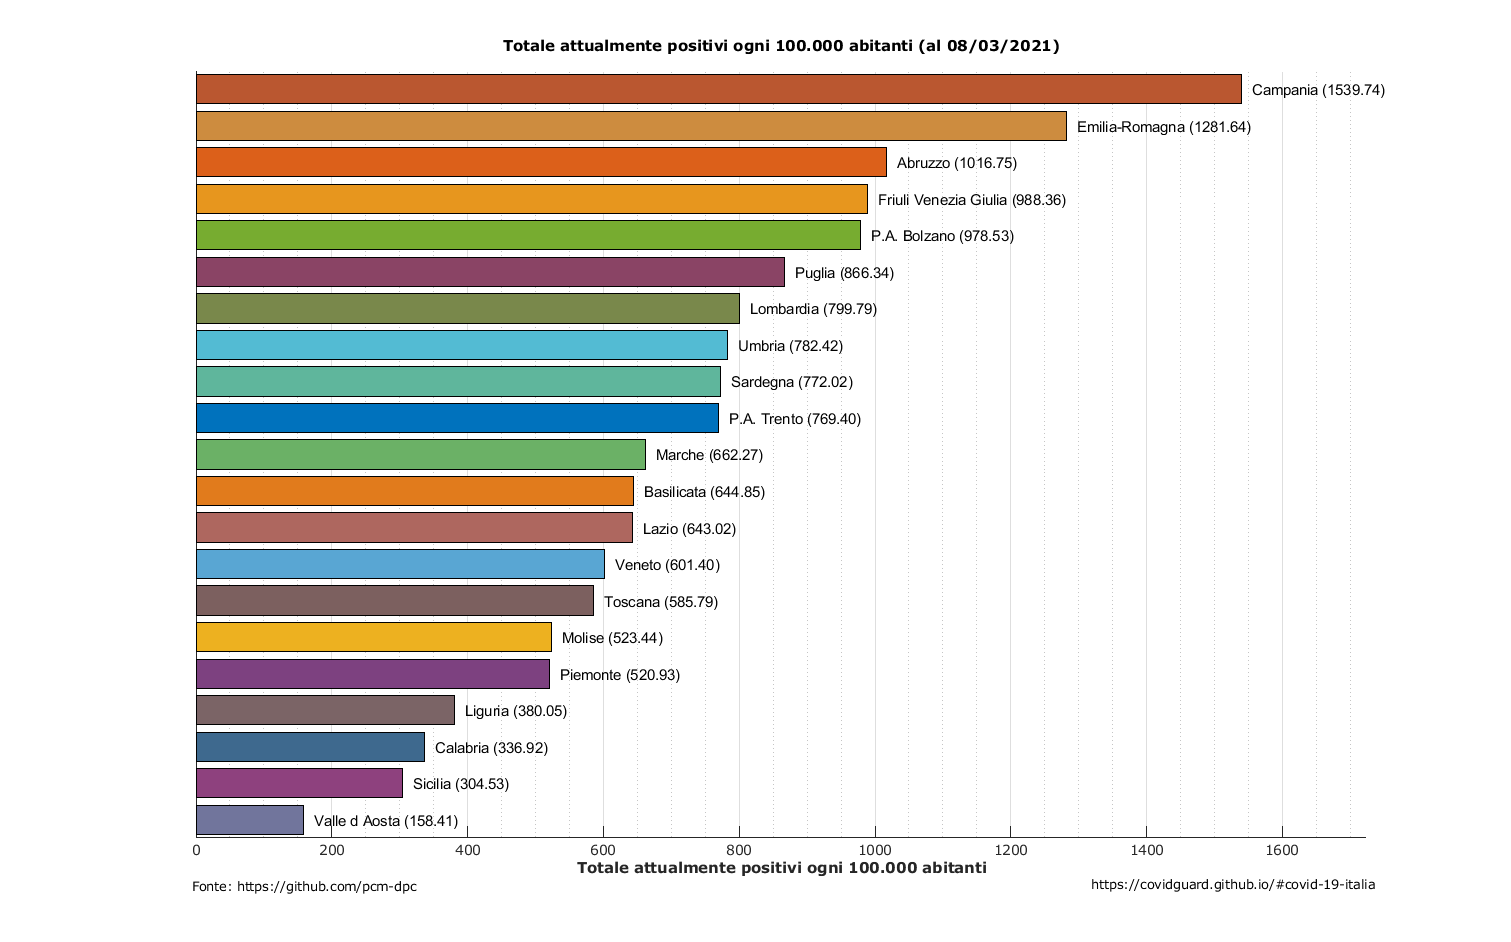 Totale attualmente positivi ogni 100.000 abitanti (al 08/03/2021)
Campania (1539.74)
Emilia-Romagna (1281.64)
Abruzzo (1016.75)
Friuli Venezia Giulia (988.36)
P.A. Bolzano (978.53)
Puglia (866.34)
Lombardia (799.79)
Umbria (782.42)
Sardegna (772.02)
P.A. Trento (769.40)
Marche (662.27)
Basilicata (644.85)
Lazio (643.02)
Veneto (601.40)
Toscana (585.79)
Molise (523.44)
Piemonte (520.93)
Liguria (380.05)
Calabria (336.92)
Sicilia (304.53)
Valle d Aosta (158.41)
0 200 400 600 800 1000 1200 1400 1600
Totale attualmente positivi ogni 100.000 abitanti
Fonte: https://github.com/pcm-dpc
https://covidguard.github.io/#covid-19-italia